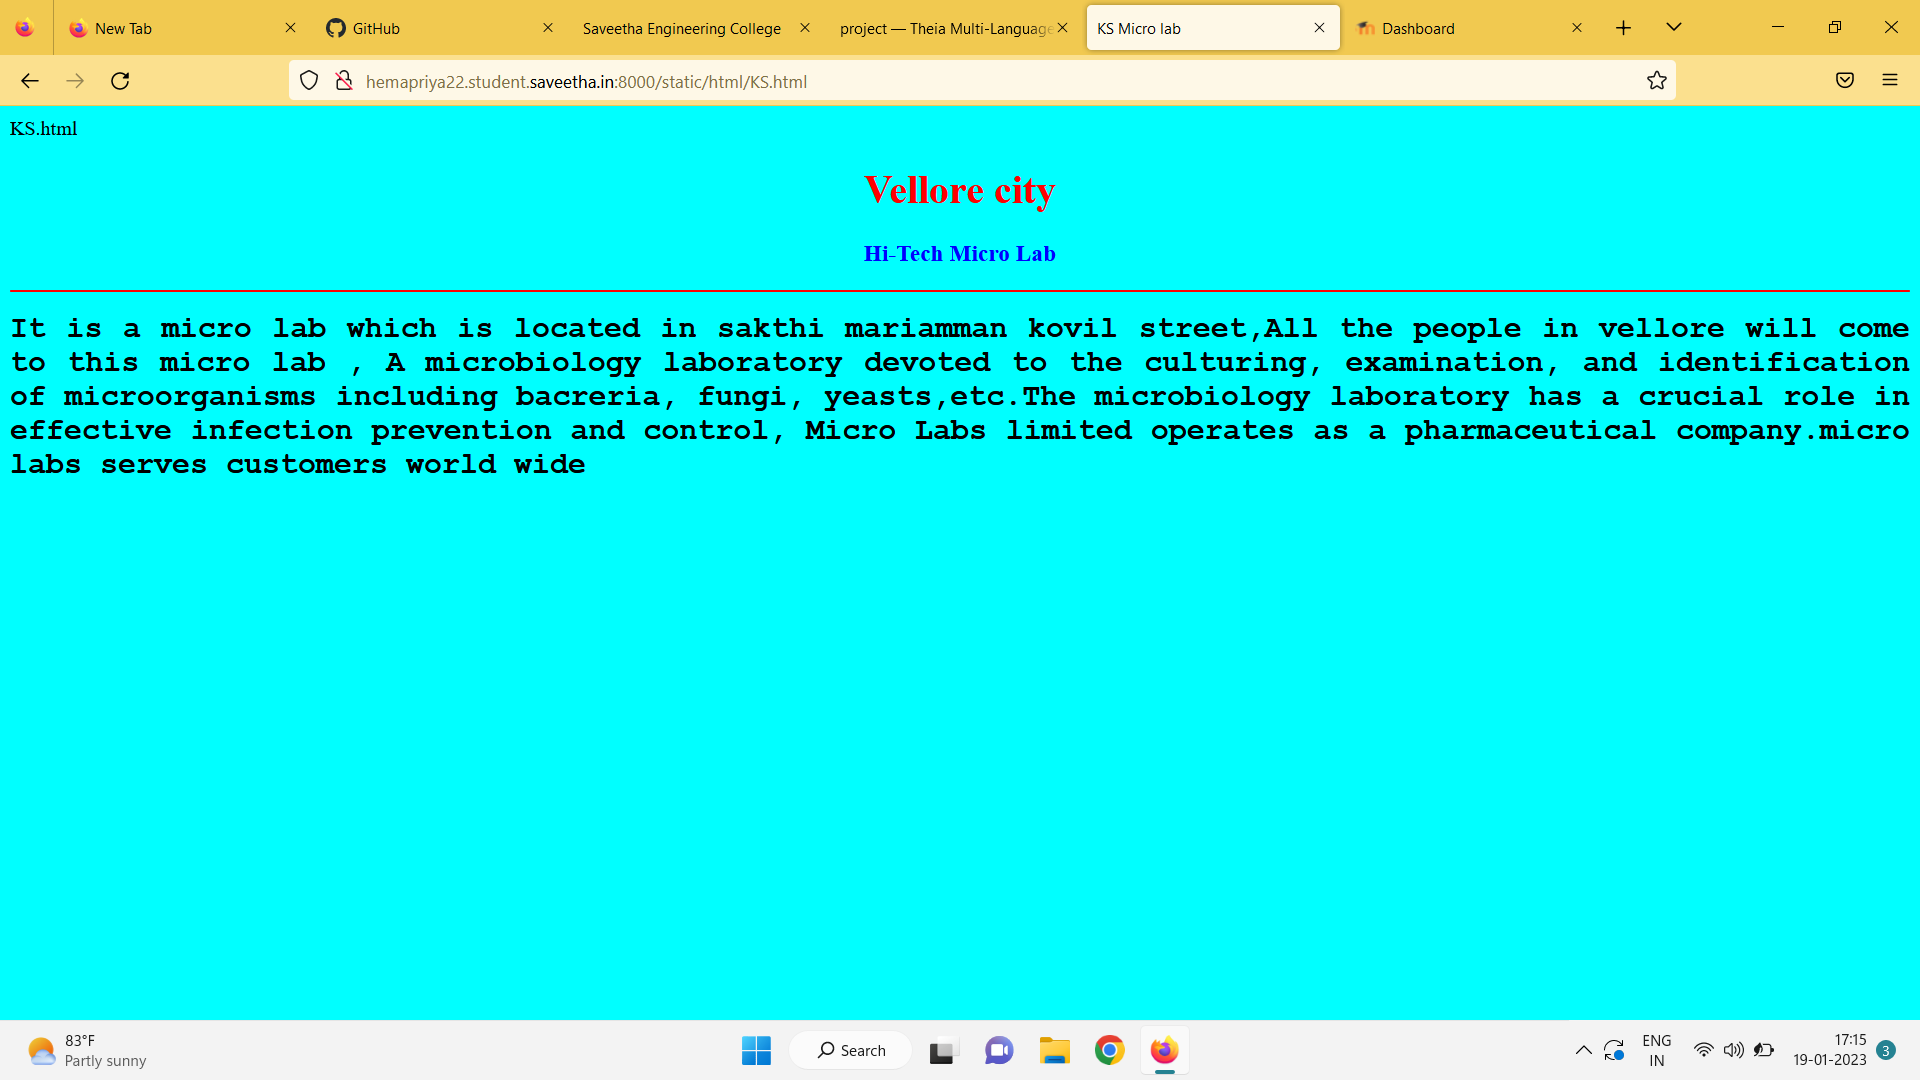 New Tab
GitHub
Saveetha Engineering College
project — Theia Multi-Language
KS Micro lab
Dashboard
hemapriya22.student.saveetha.in:8000/static/html/KS.html
KS.html
Vellore city
Hi-Tech Micro Lab
It is a micro lab which is located in sakthi mariamman kovil street,All the people in vellore will come
to this micro lab , A microbiology laboratory devoted to the culturing, examination, and identification
of microorganisms including bacreria, fungi, yeasts,etc.The microbiology laboratory has a crucial role in
effective infection prevention and control, Micro Labs limited operates as a pharmaceutical company.micro
labs serves customers world wide
83°F
Partly sunny
Search
ENG
IN
17:15
19-01-2023
3